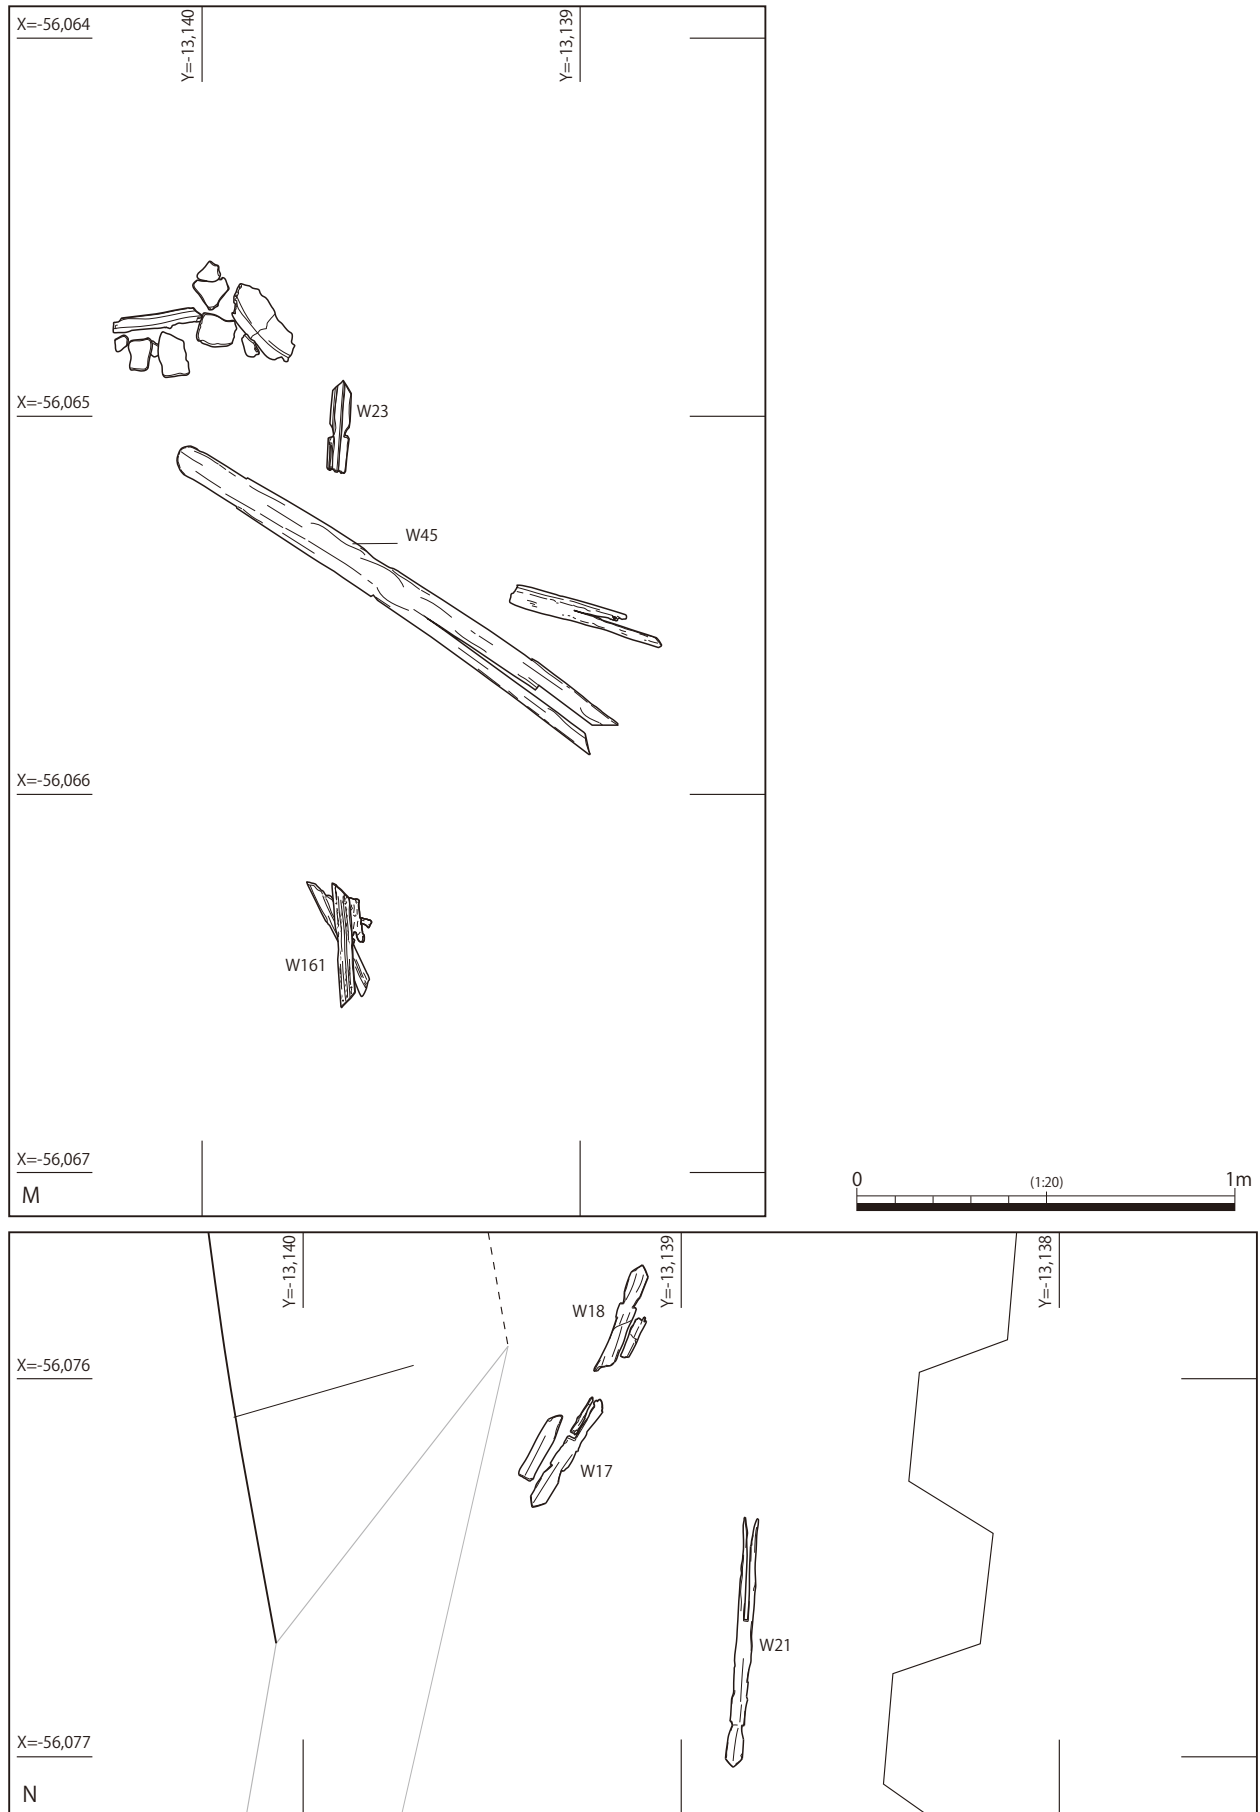 X=-56,064
Y=-13,140
Y=-13,139
X=-56,065
W23
W45
X=-56,066
W161
X=-56,067
M
0
(1:20)
1m
Y=-13,140
Y=-13,139
Y=-13,138
W18
X=-56,076
W17
W21
X=-56,077
N